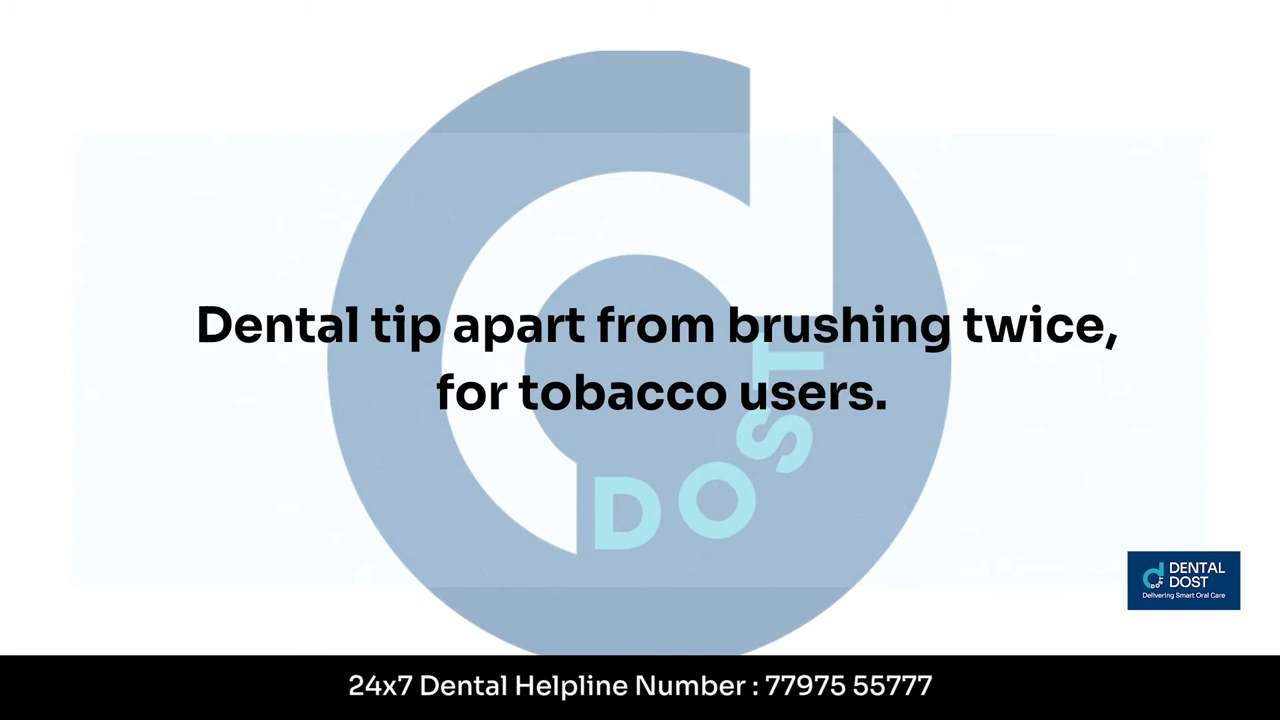 Dental tip apart from brushing twice,
for tobacco users.
DOST
DENTAL
DOST
DOST
Delivering Smart Oral Care
24x7 Dental Helpline Number : 77975 55777